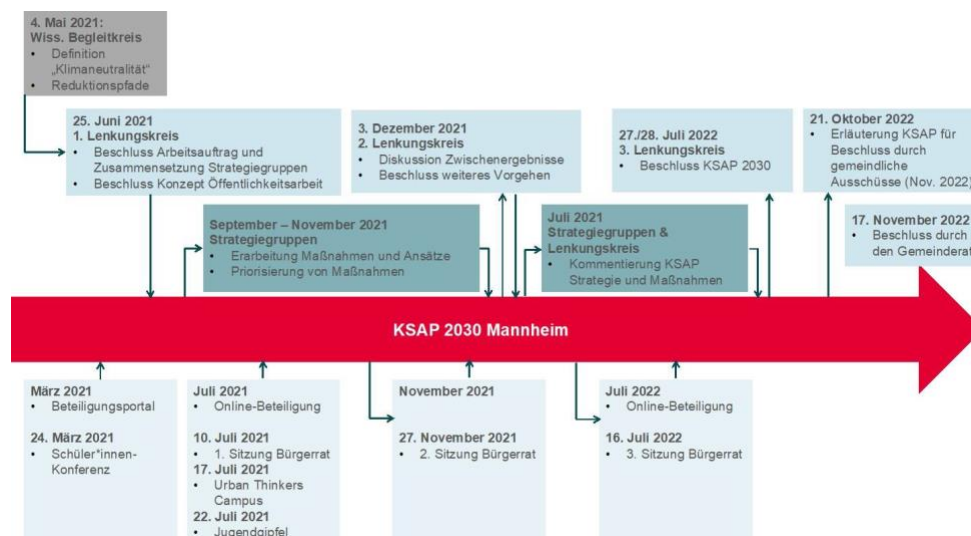 4. Mai 2021:
Wiss. Begleitkreis
• Definition
„Klimaneutralität“
• Reduktionspfade
25. Juni 2021
1. Lenkungskreis
• Beschluss Arbeitsauftrag und
Zusammensetzung Strategiegruppen
• Beschluss Konzept Öffentlichkeitsarbeit
3. Dezember 2021
2. Lenkungskreis
• Diskussion Zwischenergebnisse
• Beschluss weiteres Vorgehen
27./28. Juli 2022
3. Lenkungskreis
• Beschluss KSAP 2030
21. Oktober 2022
• Erläuterung KSAP für
Beschluss durch
gemeindliche
Ausschüsse (Nov. 2022)
September – November 2021
Strategiegruppen
• Erarbeitung Maßnahmen und Ansätze
• Priorisierung von Maßnahmen
Juli 2021
Strategiegruppen &
Lenkungskreis
• Kommentierung KSAP
Strategie und Maßnahmen
17. November 2022
• Beschluss durch
den Gemeinderat
KSAP 2030 Mannheim
März 2021
• Beteiligungsportal
24. März 2021
• Schüler*innen-
Konferenz
Juli 2021
• Online-Beteiligung
10. Juli 2021
• 1. Sitzung Bürgerrat
17. Juli 2021
• Urban Thinkers
Campus
22. Juli 2021
• Jugendgipfel
November 2021
27. November 2021
• 2. Sitzung Bürgerrat
Juli 2022
• Online-Beteiligung
16. Juli 2022
• 3. Sitzung Bürgerrat